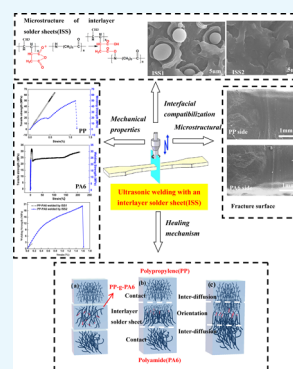 Microstructure of interlayer
solder sheets(ISS)
ISS1
5um
ISS2
Mechanical
properties
Interfacial
compatibilization
Microstructural
PP
PA6
PP side
1mm
PA6 side
Fracture surface
Ultrasonic welding with an
interlayer solder sheet(ISS)
Healing
mechanism
Polypropylene(PP)
PP-g-PA6
(a)
(b)
(c)
Contact
Inter-diffusion
Interlayer
solder sheet
Orientation
Contact
Inter-diffusion
Polyamide(PA6)